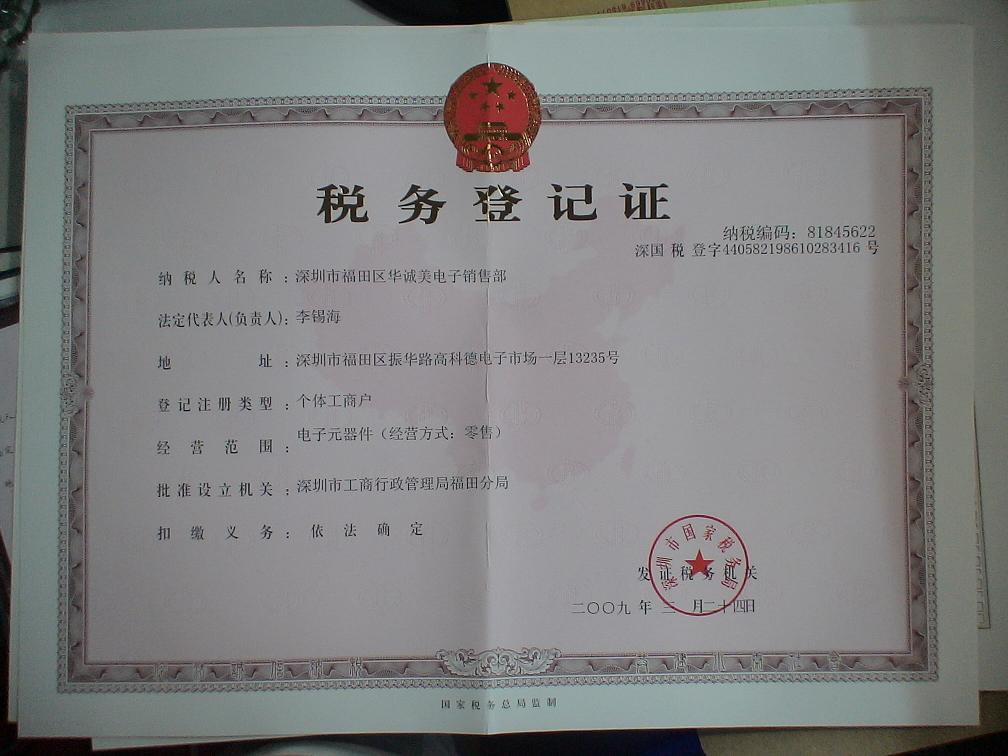 税务登记证
纳税编码：81845622
深国 税 登字440582198610283416 号
纳税人名称：深圳市福田区华诚美电子销售部
法定代表人(负责人)：李锡海
地 址：深圳市福田区振华路高科德电子市场一层13235号
登记注册类型：个体工商户
经营范围：电子元器件（经营方式：零售）
批准设立机关：深圳市工商行政管理局福田分局
扣缴义务：依法确定
深圳市国家税务局
发证税务机关
二〇〇九 年 三 月二十四日
国家税务总局监制